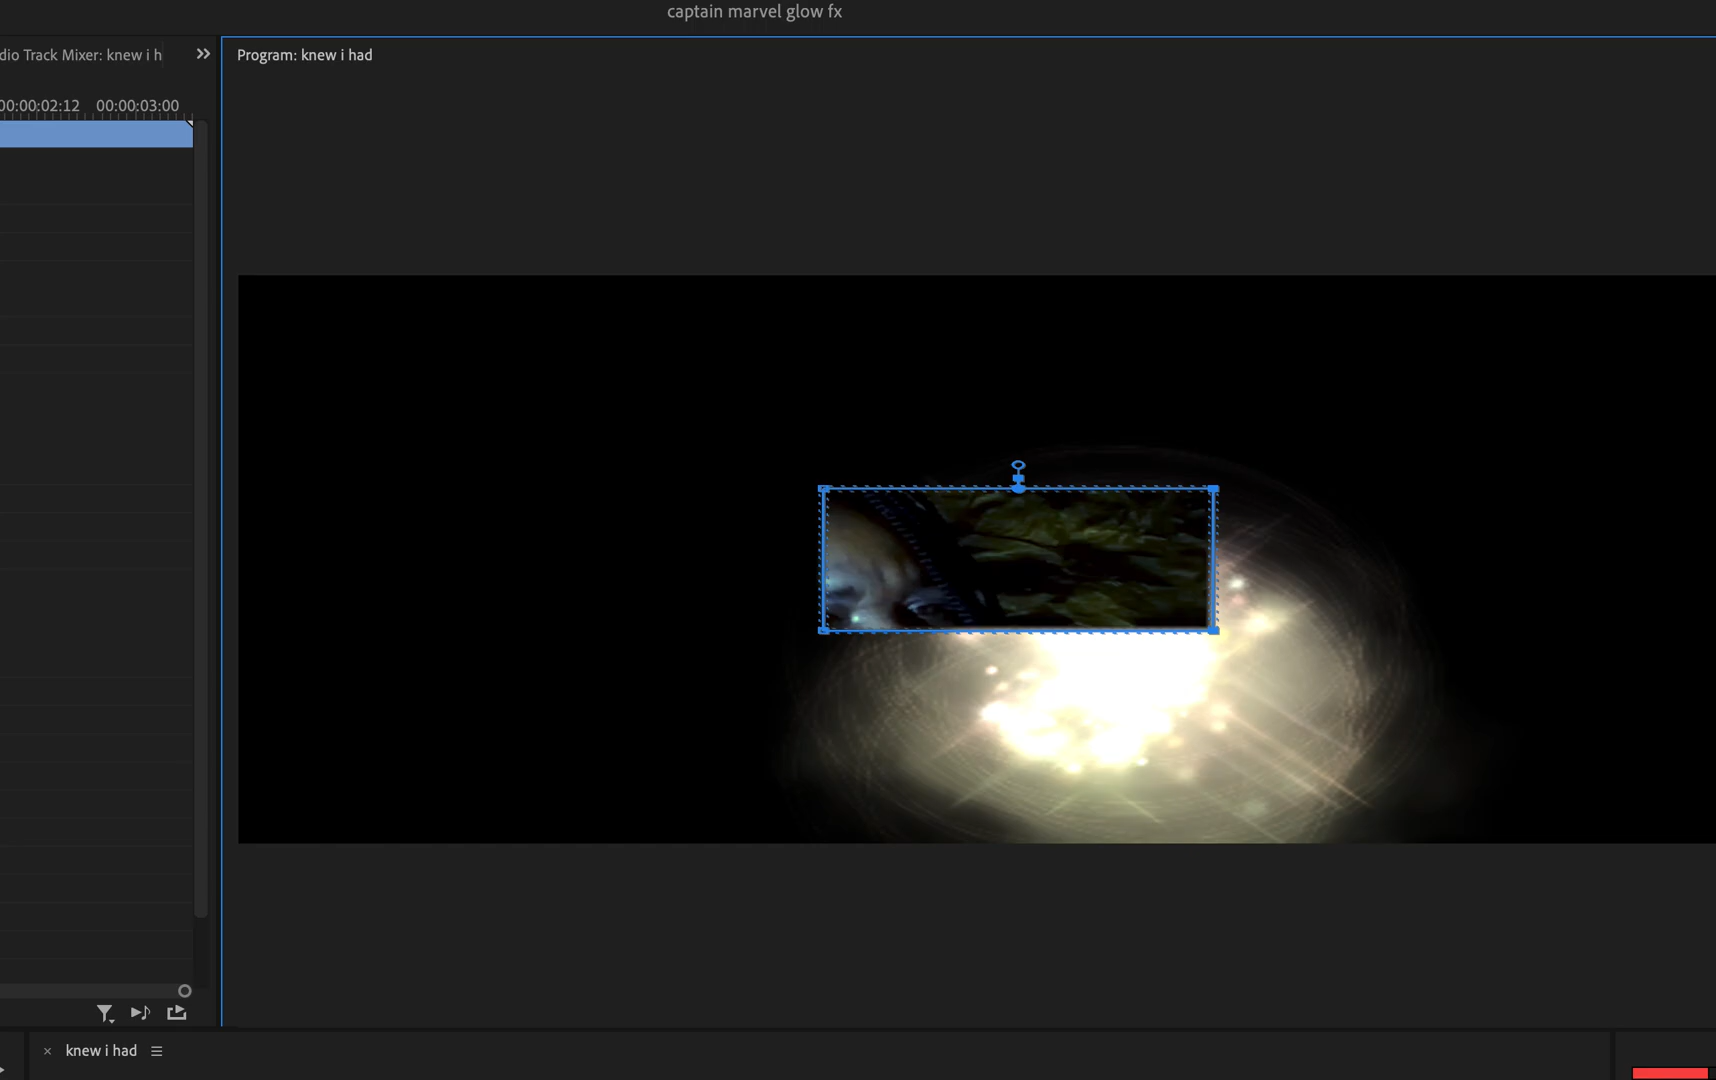 captain marvel glow fx
dio Track Mixer: knew i h
Program: knew i had
00:00:02:12 00:00:03:00
knew i had